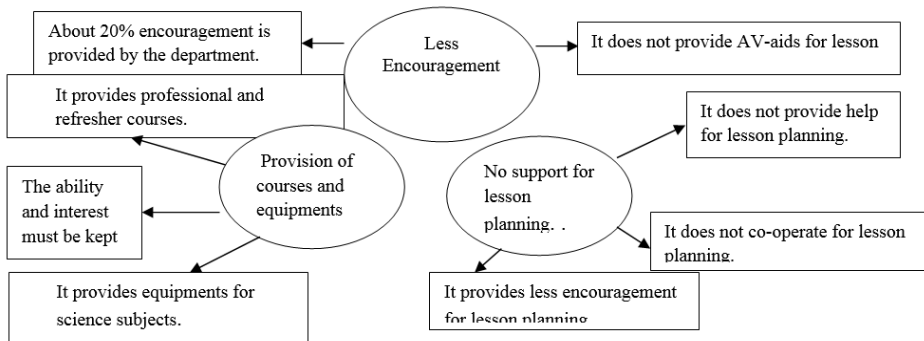 About 20% encouragement is
provided by the department.
Less
Encouragement
It does not provide AV-aids for lesson
It provides professional and
refresher courses.
It does not provide help
for lesson planning.
Provision of
courses and
equipments
No support for
lesson
planning. .
The ability
and interest
must be kept
It does not co-operate for lesson
planning.
It provides equipments for
science subjects.
It provides less encouragement
for lesson planning